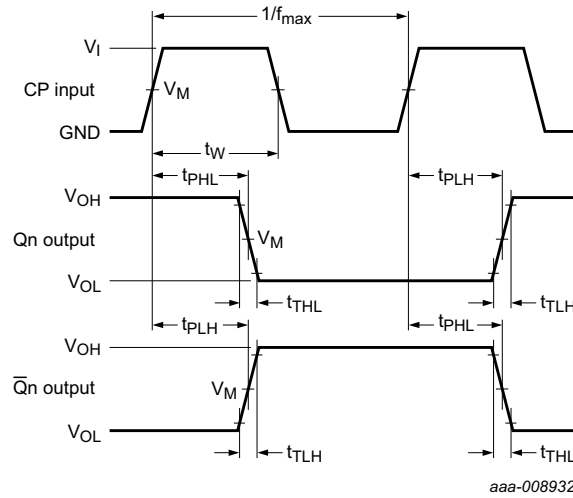 1/fmax
VI
CP input
VM
GND
tW
tPHL
tPLH
VOH
Qn output
VM
VOL
tTHL
tTLH
tPLH
tPHL
VOH
Q̅n output
VM
VOL
tTLH
tTHL
aaa-008932